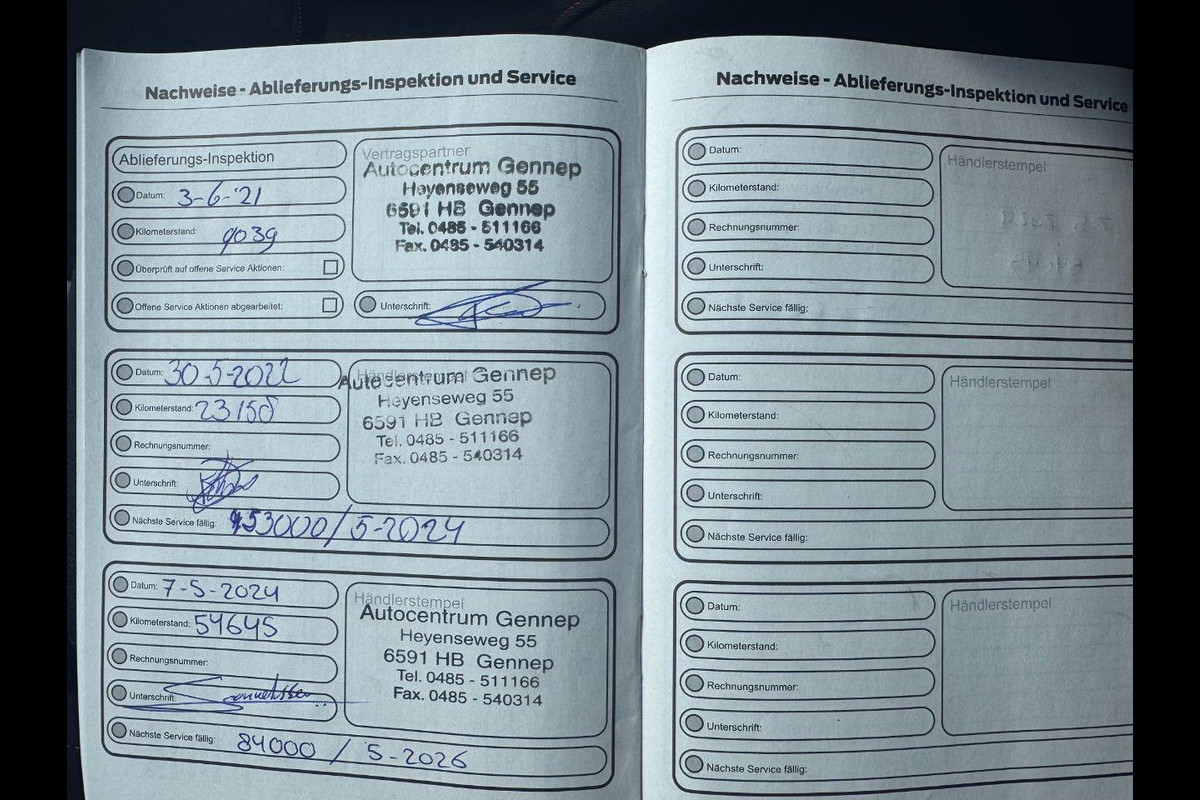 Nachweise - Ablieferungs-Inspektion und Service
Ablieferungs-Inspektion
Datum: 3-6-'21
Kilometerstand: 9039
Überprüft auf offene Service Aktionen:
Offene Service Aktionen abgearbeitet:
Vertragspartner
Autocentrum Gennep
Heyenseweg 55
6591 HB Gennep
Tel. 0485 - 511166
Fax. 0485 - 540314
Unterschrift:
Datum: 30-5-2022
Kilometerstand: 23158
Rechnungsnummer:
Unterschrift:
Nächste Service fällig: 53000/5-2024
Händlerstempel
Autocentrum Gennep
Heyenseweg 55
6591 HB Gennep
Tel. 0485 - 511166
Fax. 0485 - 540314
Datum: 7-5-2024
Kilometerstand: 54645
Rechnungsnummer:
Unterschrift:
Nächste Service fällig: 84000 / 5-2026
Händlerstempel
Autocentrum Gennep
Heyenseweg 55
6591 HB Gennep
Tel. 0485 - 511166
Fax. 0485 - 540314
Nachweise - Ablieferungs-Inspektion und Service
Datum:
Kilometerstand:
Rechnungsnummer:
Unterschrift:
Nächste Service fällig:
Händlerstempel
Datum:
Kilometerstand:
Rechnungsnummer:
Unterschrift:
Nächste Service fällig:
Händlerstempel
Datum:
Kilometerstand:
Rechnungsnummer:
Unterschrift:
Nächste Service fällig:
Händlerstempel